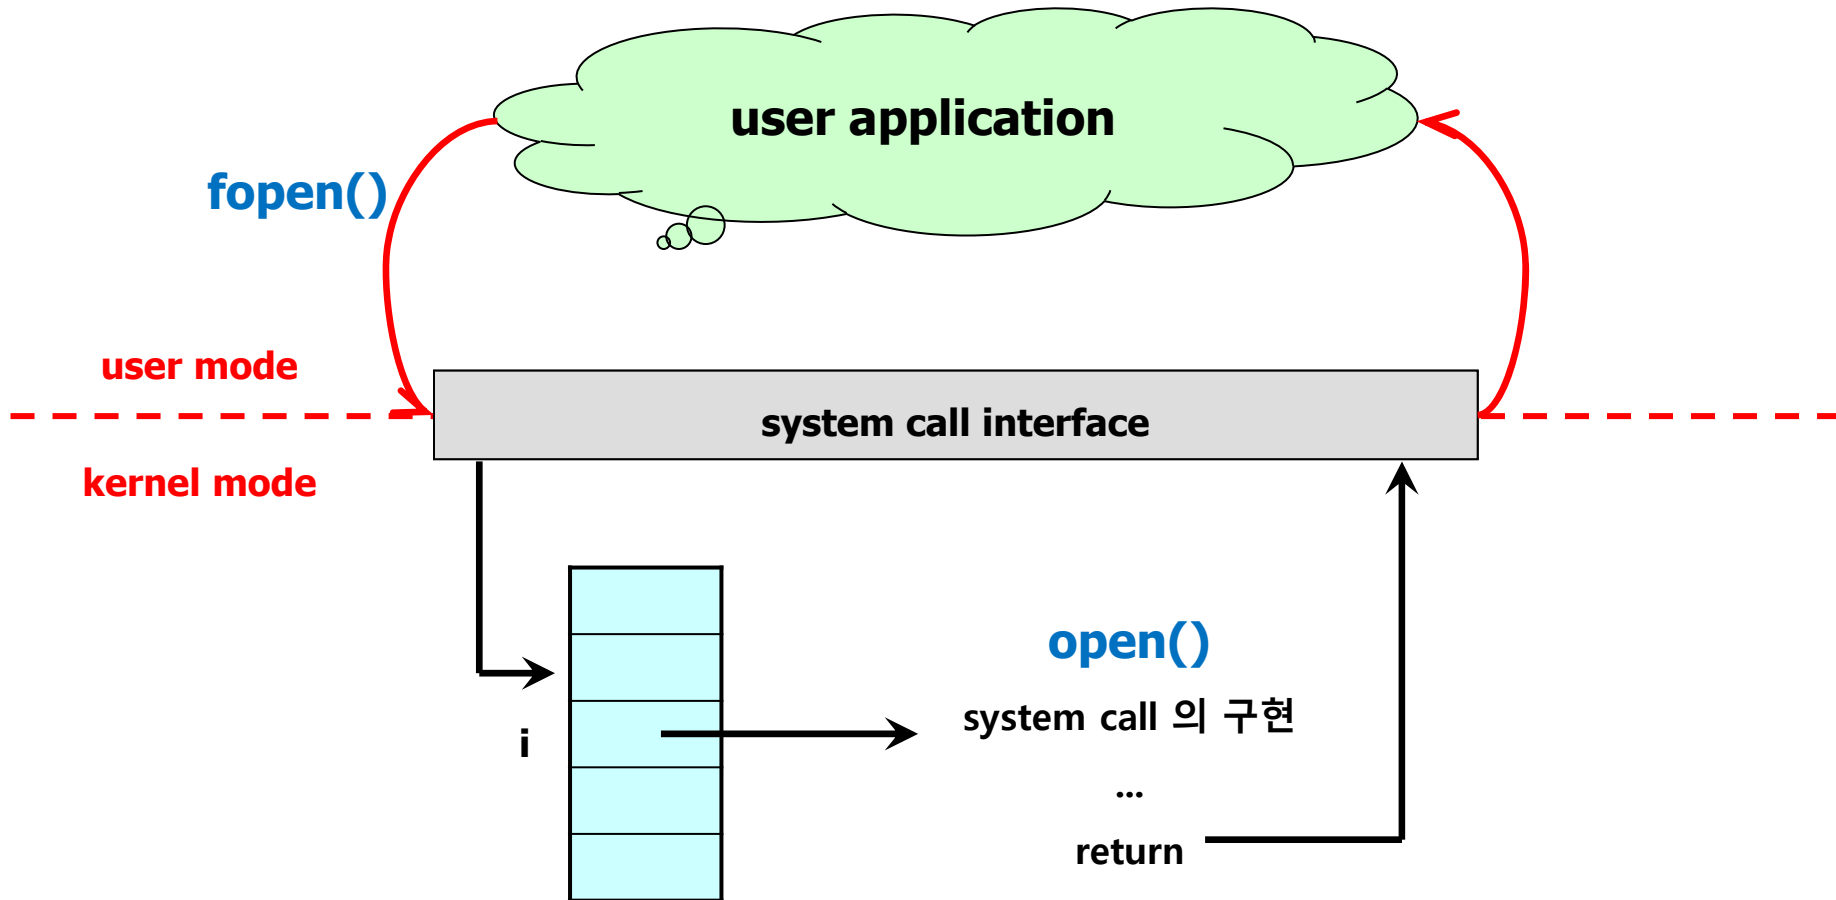 user application
fopen()
user mode
system call interface
kernel mode
open()
system call 의 구현
i
...
return